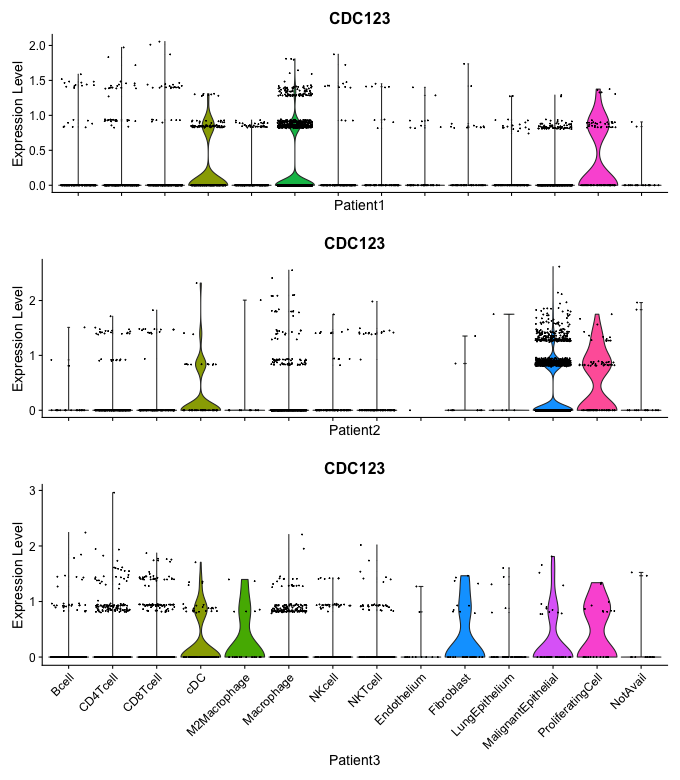 CDC123
Expression Level
2.0
1.5
1.0
0.5
0.0
Patient1
CDC123
Expression Level
2
1
0
Patient2
CDC123
Expression Level
3
2
1
0
Bcell
CD4Tcell
CD8Tcell
cDC
M2Macrophage
Macrophage
NKcell
NKTcell
Endothelium
Fibroblast
LungEpithelium
MalignantEpithelial
ProliferatingCell
NotAvail
Patient3